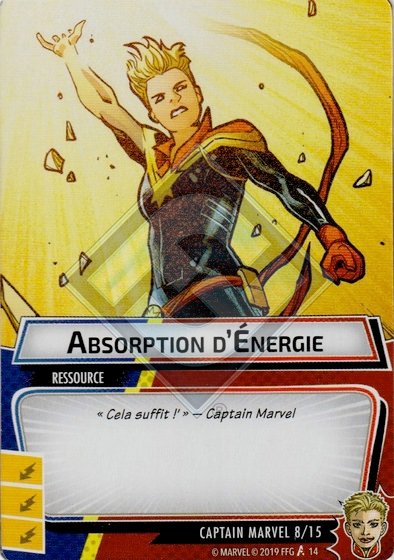 ABSORPTION D'ÉNERGIE
RESSOURCE
« Cela suffit !' » – Captain Marvel
CAPTAIN MARVEL 8/15
© MARVEL © 2019 FFG 14